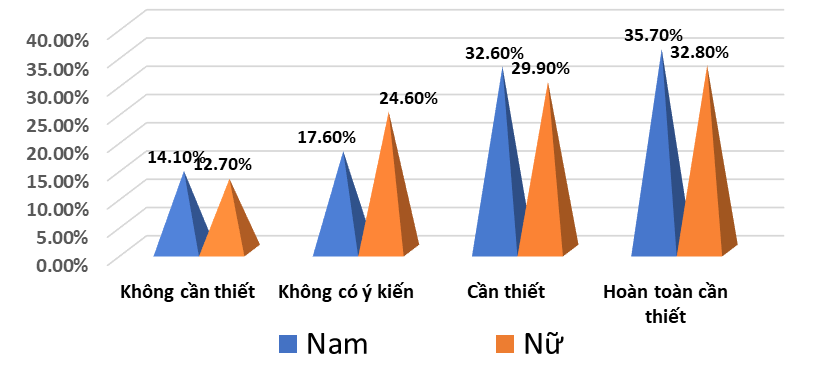 40.00%
35.00%
30.00%
25.00%
20.00%
15.00%
10.00%
5.00%
0.00%
14.10%
12.70%
17.60%
24.60%
32.60%
29.90%
35.70%
32.80%
Không cần thiết
Không có ý kiến
Cần thiết
Hoàn toàn cần
thiết
Nam
Nữ